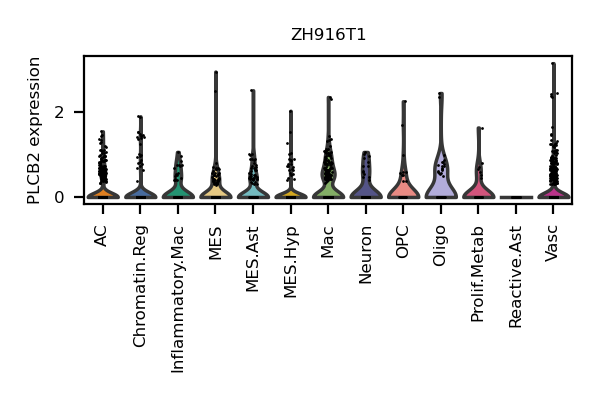 ZH916T1
PLCB2 expression
2
0
AC
Chromatin.Reg
Inflammatory.Mac
MES
MES.Ast
MES.Hyp
Mac
Neuron
OPC
Oligo
Prolif.Metab
Reactive.Ast
Vasc